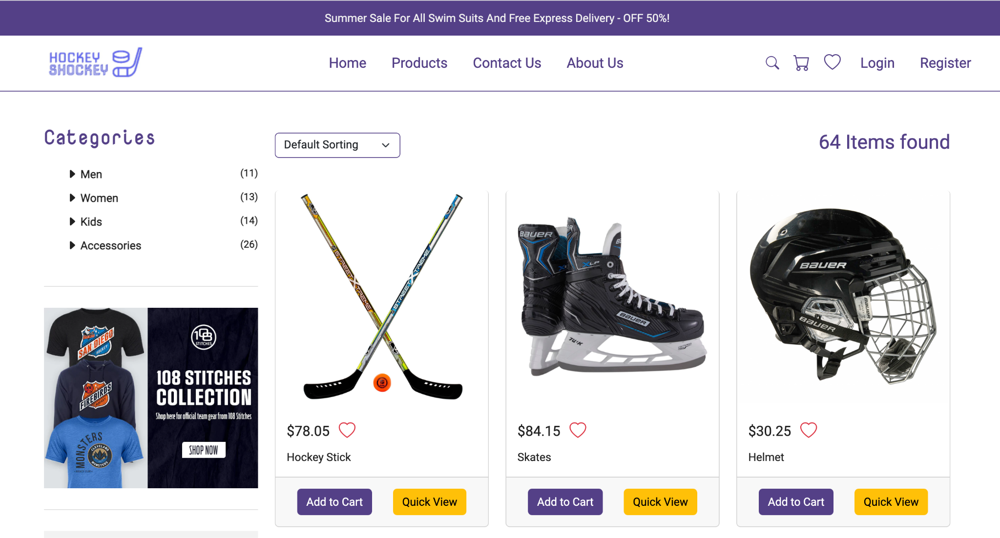 Summer Sale For All Swim Suits And Free Express Delivery - OFF 50%!
HOCKEY
SHOCKEY
Home
Products
Contact Us
About Us
Login
Register
Categories
Men
(11)
Women
(13)
Kids
(14)
Accessories
(26)
SAN DIEGO
HOCKEY
FIREBIRDS
HOCKEY
MONSTERS
CLEVELAND
MONSTERS
108
STITCHES
108 STITCHES
COLLECTION
Shop here for official team gear from 108 Stitches
SHOP NOW
Default Sorting
64 Items found
STREET XTREME
STREET XTREME
$78.05
Hockey Stick
Add to Cart
Quick View
BAUER
XLP
BAUER
TUUK
$84.15
Skates
Add to Cart
Quick View
BAUER
BAUER
BAUER
$30.25
Helmet
Add to Cart
Quick View